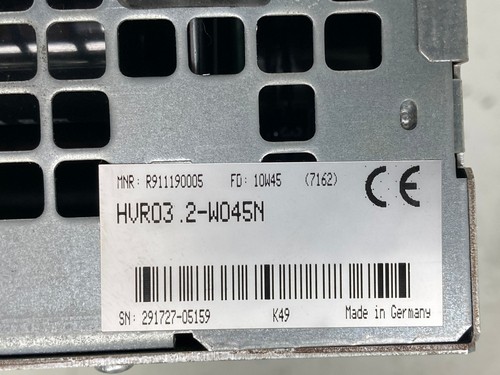 MNR: R911190005 FD: 10W45 (7162)
CE
HVR03.2-W045N
SN: 291727-05159 K49 Made in Germany